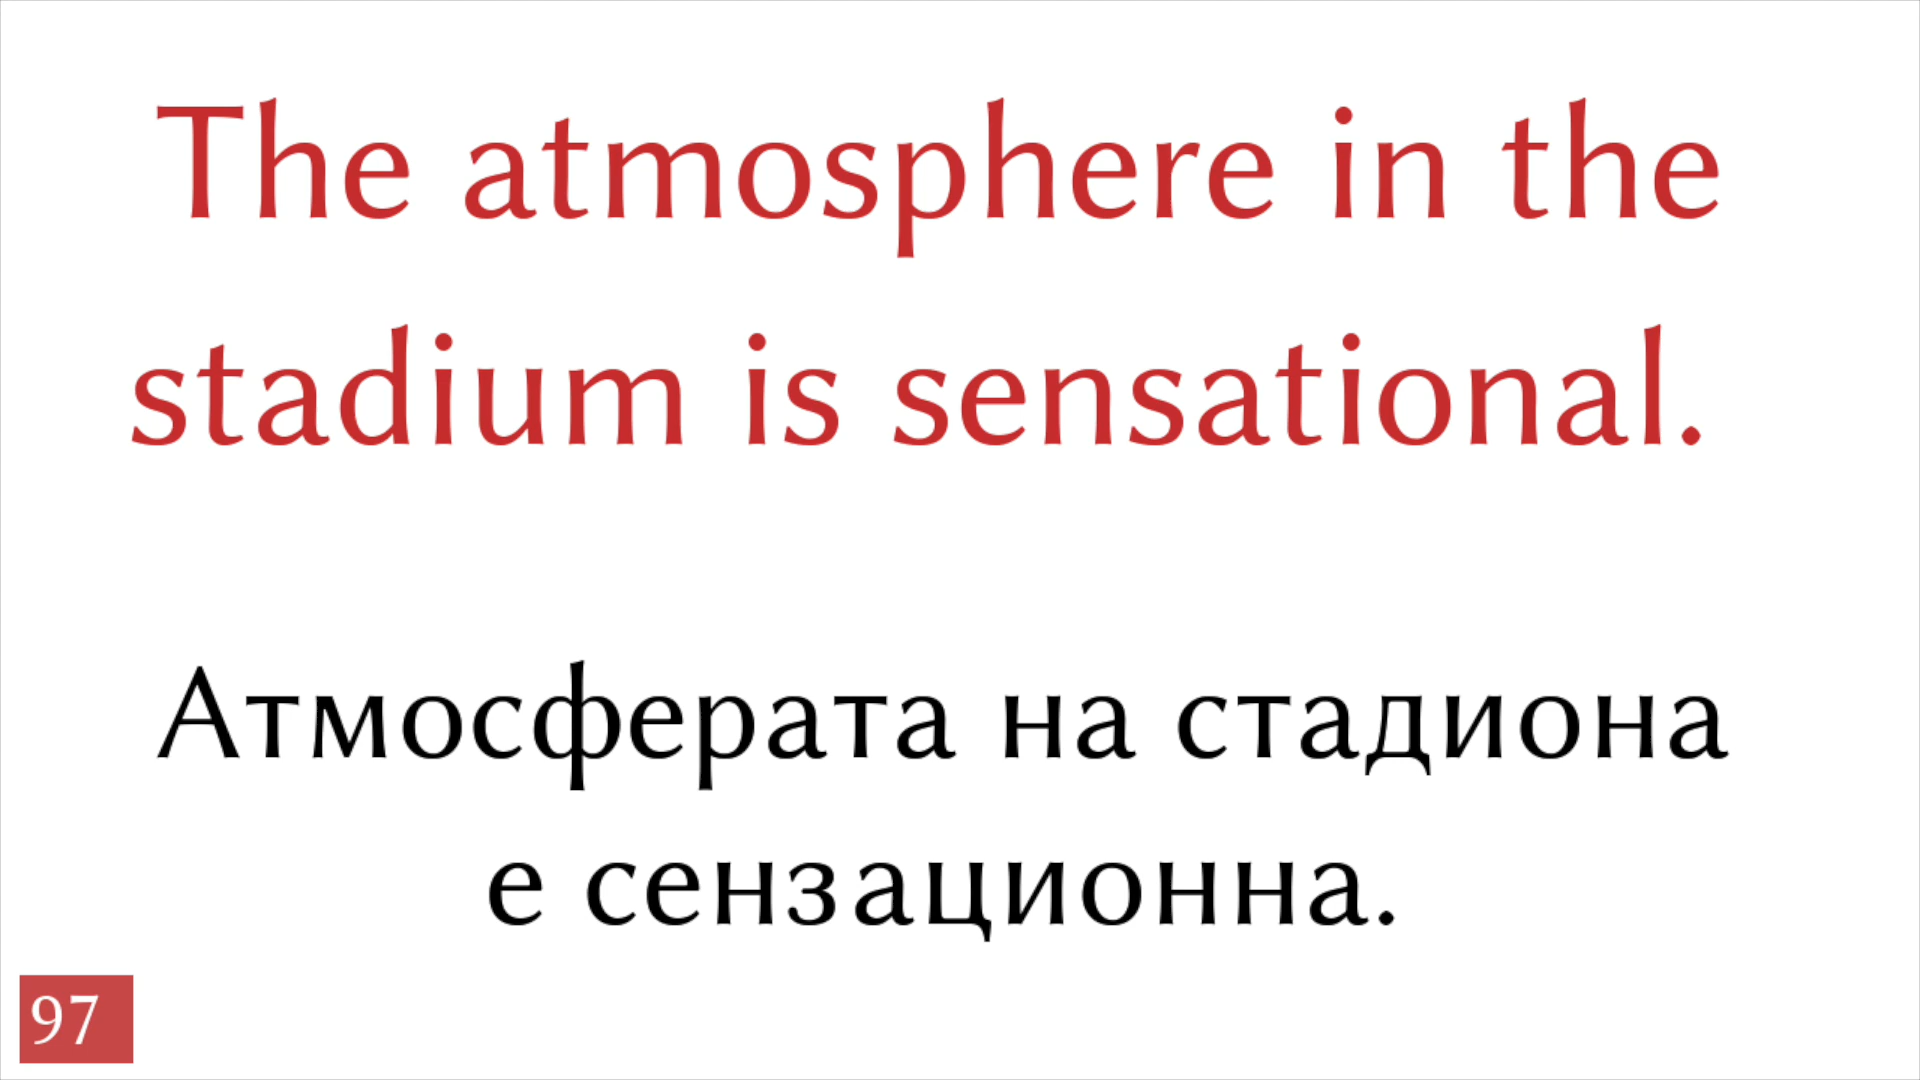 The atmosphere in the
stadium is sensational.
Атмосферата на стадиона
е сензационна.
97